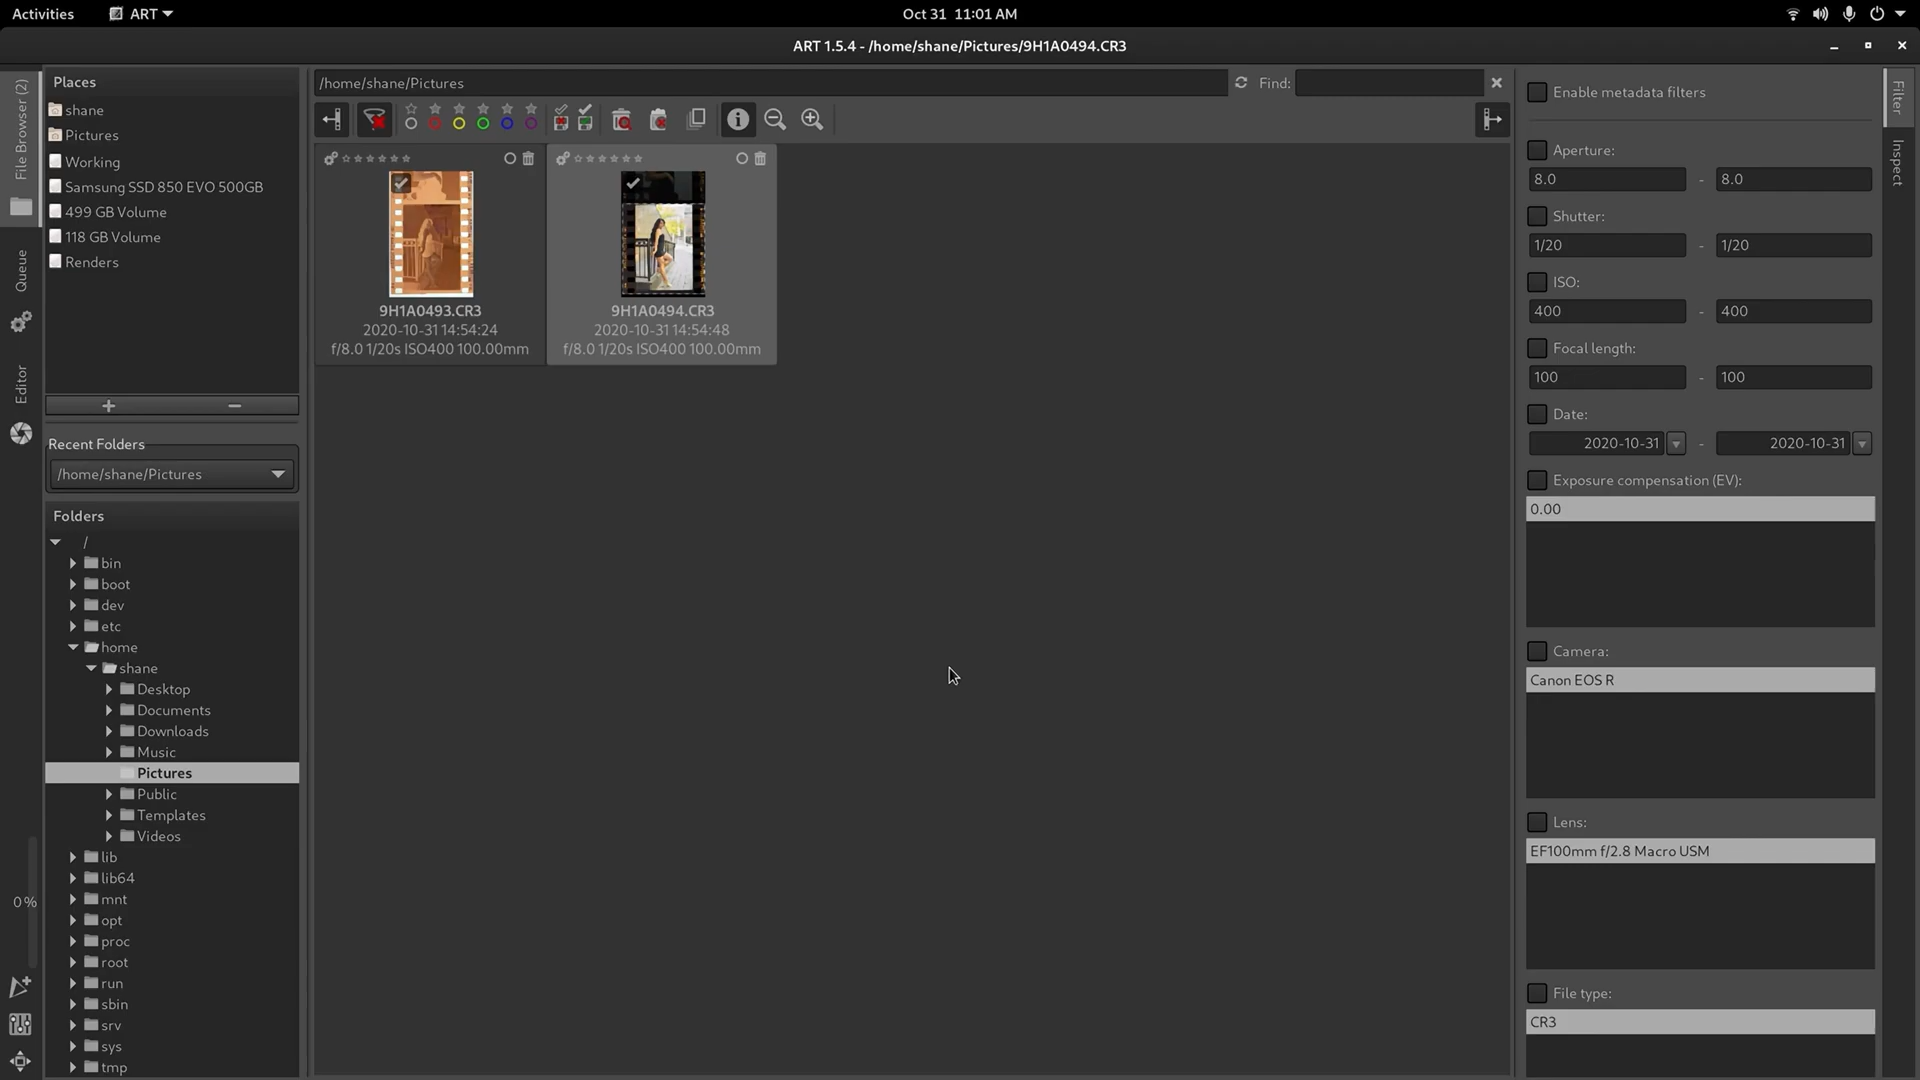 Activities
ART
Oct 31 11:01 AM
ART 1.5.4 - /home/shane/Pictures/9H1A0494.CR3
File Browser (2)
Queue
Editor
0%
Places
shane
Pictures
Working
Samsung SSD 850 EVO 500GB
499 GB Volume
118 GB Volume
Renders
Recent Folders
/home/shane/Pictures
Folders
/
bin
boot
dev
etc
home
shane
Desktop
Documents
Downloads
Music
Pictures
Public
Templates
Videos
lib
lib64
mnt
opt
proc
root
run
sbin
srv
sys
tmp
/home/shane/Pictures
Find:
9H1A0493.CR3
2020-10-31 14:54:24
f/8.0 1/20s ISO400 100.00mm
9H1A0494.CR3
2020-10-31 14:54:48
f/8.0 1/20s ISO400 100.00mm
Enable metadata filters
Aperture:
8.0 - 8.0
Shutter:
1/20 - 1/20
ISO:
400 - 400
Focal length:
100 - 100
Date:
2020-10-31 - 2020-10-31
Exposure compensation (EV):
0.00
Camera:
Canon EOS R
Lens:
EF100mm f/2.8 Macro USM
File type:
CR3
Filter
Inspect